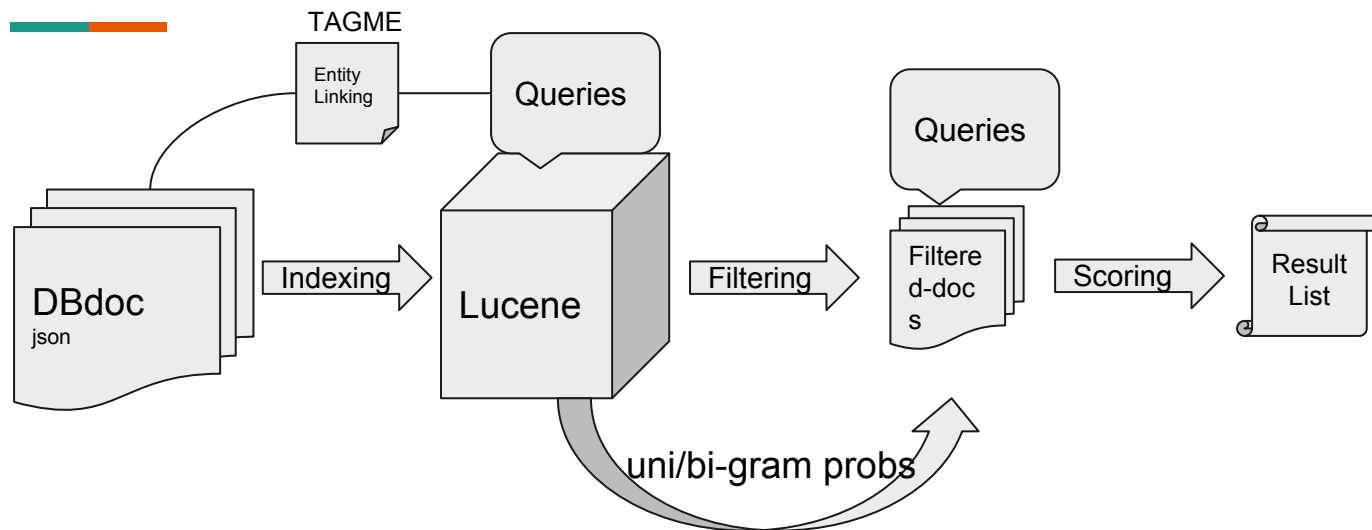 TAGME
Entity
Linking
Queries
Queries
DBdoc
json
Indexing
Lucene
Filtering
Filtere
d-doc
s
Scoring
Result
List
uni/bi-gram probs